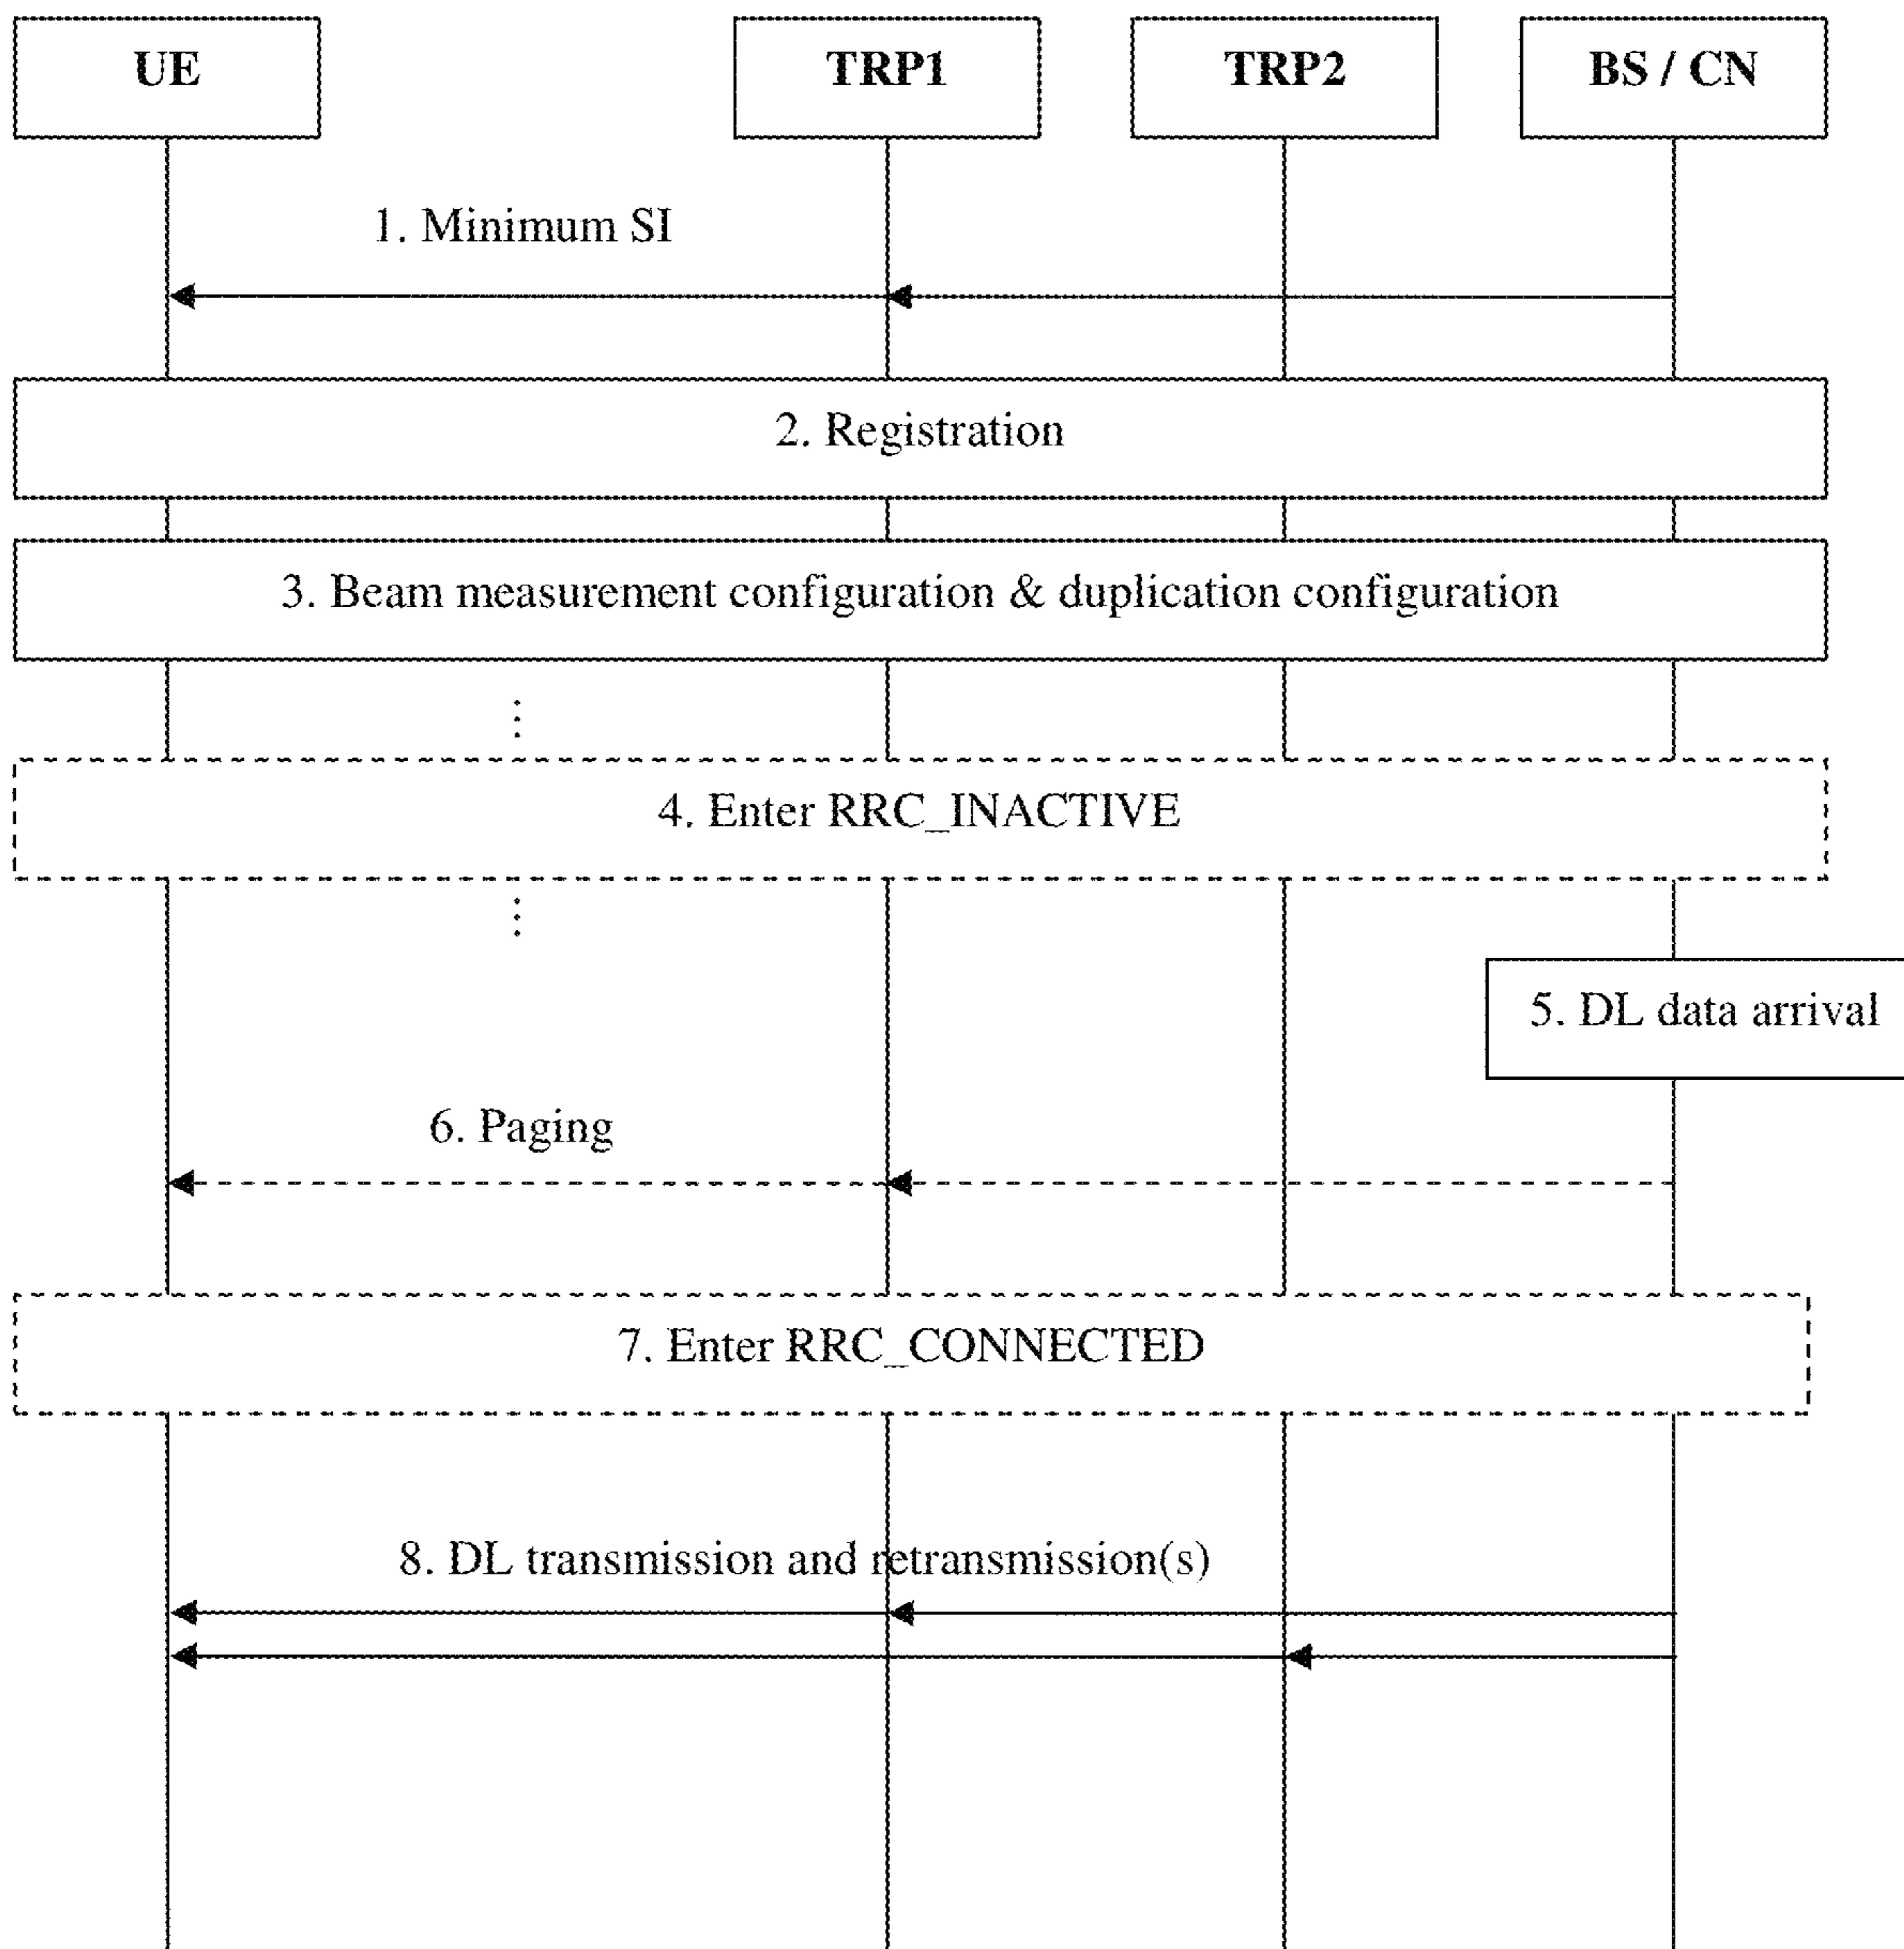 UE
TRP1
TRP2
BS / CN
1. Minimum SI
2. Registration
3. Beam measurement configuration & duplication configuration
4. Enter RRC_INACTIVE
5. DL data arrival
6. Paging
7. Enter RRC_CONNECTED
8. DL transmission and retransmission(s)